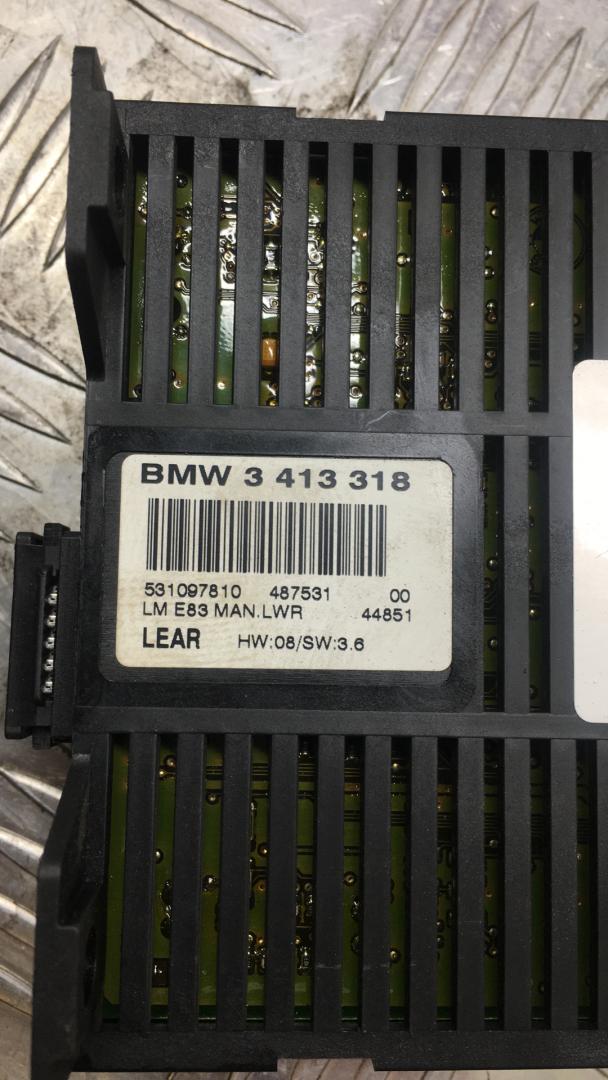 BMW 3 413 318
531097810 487531 00
LM E83 MAN.LWR 44851
LEAR HW:08/SW:3.6